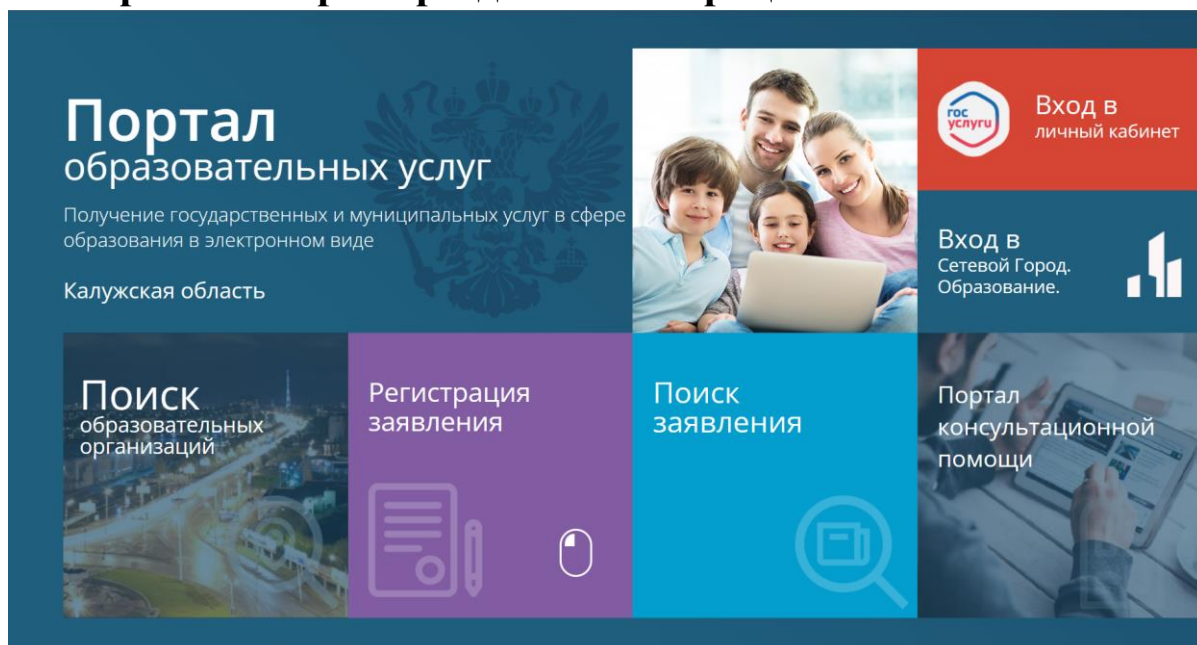 Портал
образовательных услуг
Получение государственных и муниципальных услуг в сфере
образования в электронном виде
Калужская область
гос
услуги
Вход в
личный кабинет
Вход в
Сетевой Город.
Образование.
Поиск
образовательных
организаций
Регистрация
заявления
Поиск
заявления
Портал
консультационной
помощи